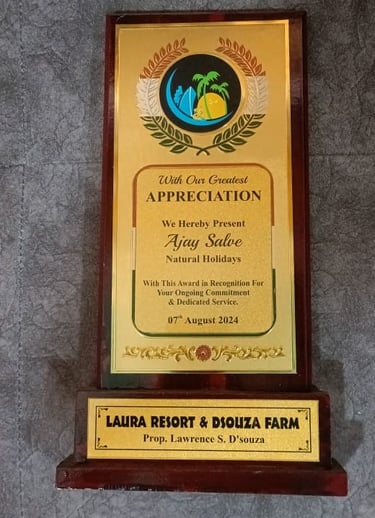 With Our Greatest
APPRECIATION
We Hereby Present
Ajay Salve
Natural Holidays
With This Award in Recognition For
Your Ongoing Commitment
& Dedicated Service.
07th August 2024
LAURA RESORT & DSOUZA FARM
Prop. Lawrence S. D'souza